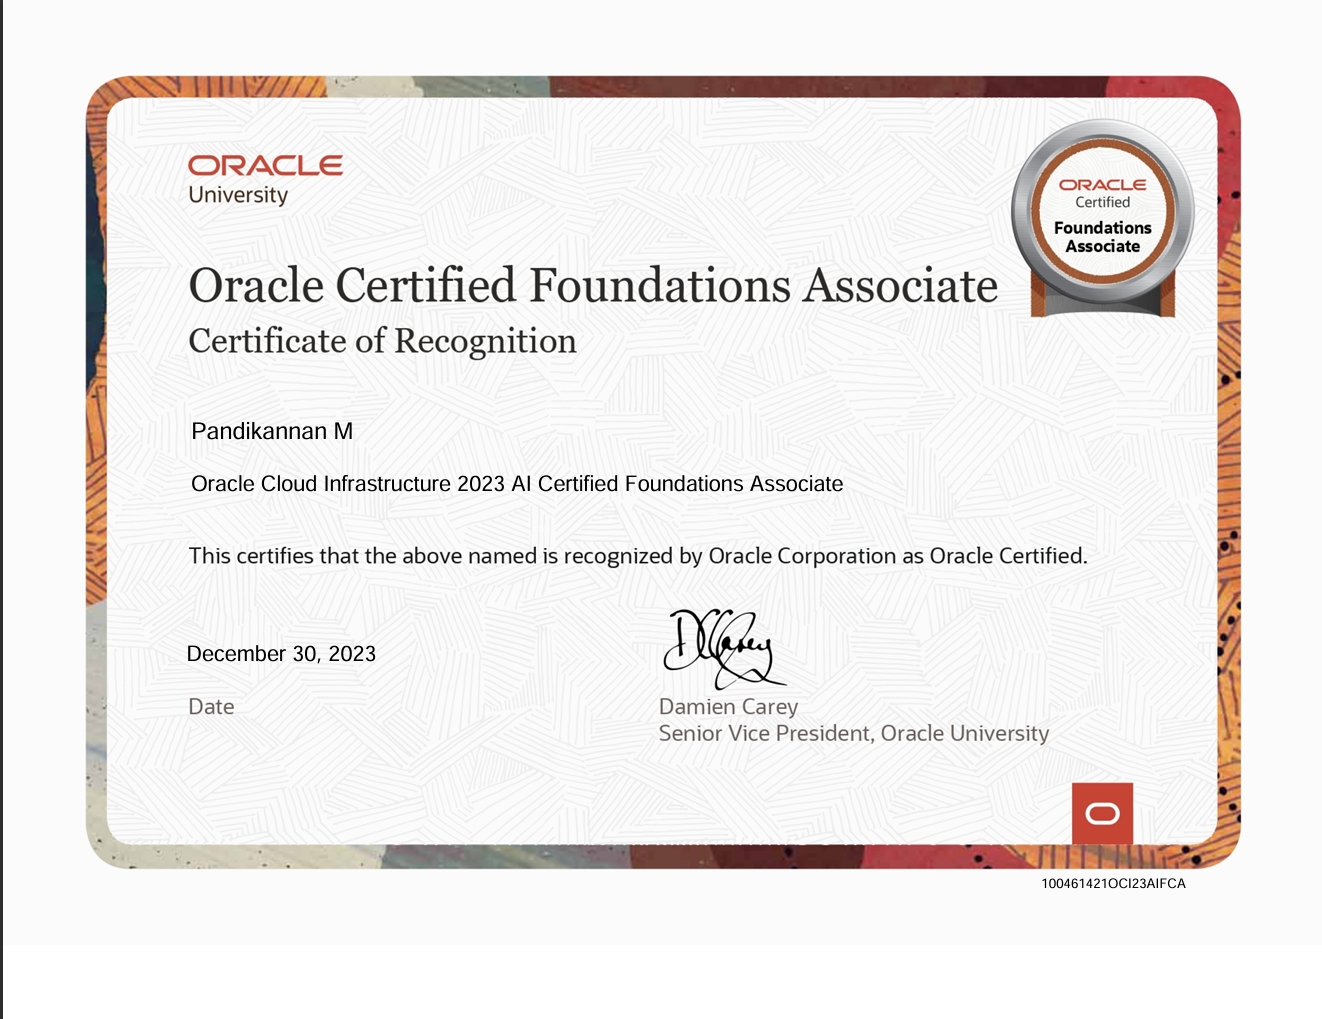 ORACLE
University
ORACLE
Certified
Foundations
Associate
Oracle Certified Foundations Associate
Certificate of Recognition
Pandikannan M
Oracle Cloud Infrastructure 2023 AI Certified Foundations Associate
This certifies that the above named is recognized by Oracle Corporation as Oracle Certified.
December 30, 2023
Date
DCarey
Damien Carey
Senior Vice President, Oracle University
100461421OCI23AIFCA